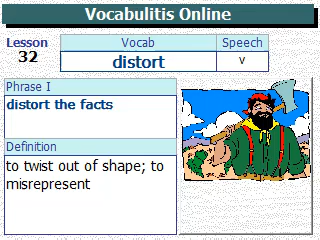 Vocabulitis Online
Lesson
32
Vocab
Speech
distort
v
Phrase I
distort the facts
Definition
to twist out of shape; to
misrepresent